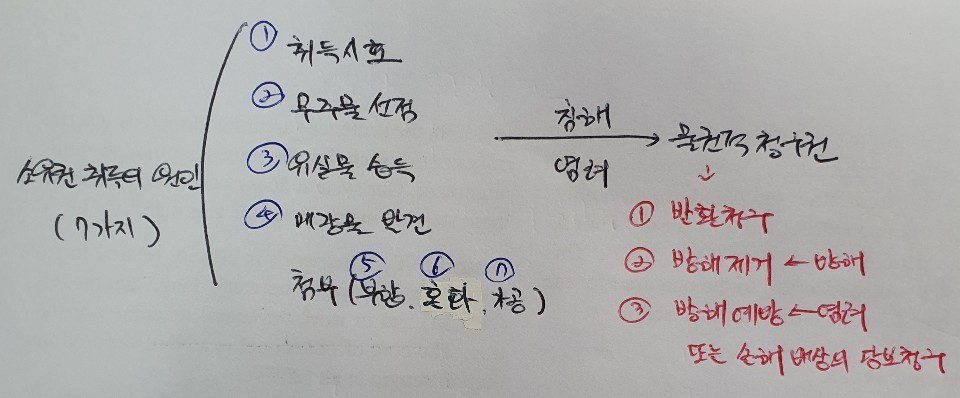 소유권 취득의 원인
(7가지)
① 취득시효
② 무주물 선점
③ 유실물 습득
④ 매장물 발견
첨부 (⑤부합, ⑥혼화, ⑦가공)
침해
염려
물권적 청구권
① 반환청구
② 방해제거 ← 방해
③ 방해예방 ← 염려
또는 손해배상의 담보청구